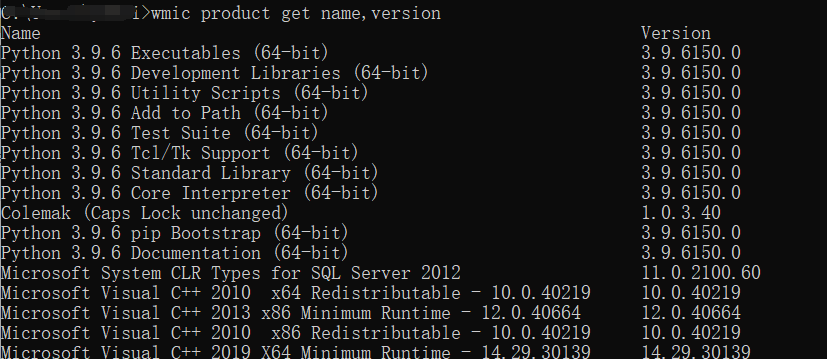 C:\ i>wmic product get name,version
Name Version
Python 3.9.6 Executables (64-bit) 3.9.6150.0
Python 3.9.6 Development Libraries (64-bit) 3.9.6150.0
Python 3.9.6 Utility Scripts (64-bit) 3.9.6150.0
Python 3.9.6 Add to Path (64-bit) 3.9.6150.0
Python 3.9.6 Test Suite (64-bit) 3.9.6150.0
Python 3.9.6 Tcl/Tk Support (64-bit) 3.9.6150.0
Python 3.9.6 Standard Library (64-bit) 3.9.6150.0
Python 3.9.6 Core Interpreter (64-bit) 3.9.6150.0
Colemak (Caps Lock unchanged) 1.0.3.40
Python 3.9.6 pip Bootstrap (64-bit) 3.9.6150.0
Python 3.9.6 Documentation (64-bit) 3.9.6150.0
Microsoft System CLR Types for SQL Server 2012 11.0.2100.60
Microsoft Visual C++ 2010  x64 Redistributable - 10.0.40219 10.0.40219
Microsoft Visual C++ 2013 x86 Minimum Runtime - 12.0.40664 12.0.40664
Microsoft Visual C++ 2010  x86 Redistributable - 10.0.40219 10.0.40219
Microsoft Visual C++ 2019 X64 Minimum Runtime - 14.29.30139 14.29.30139